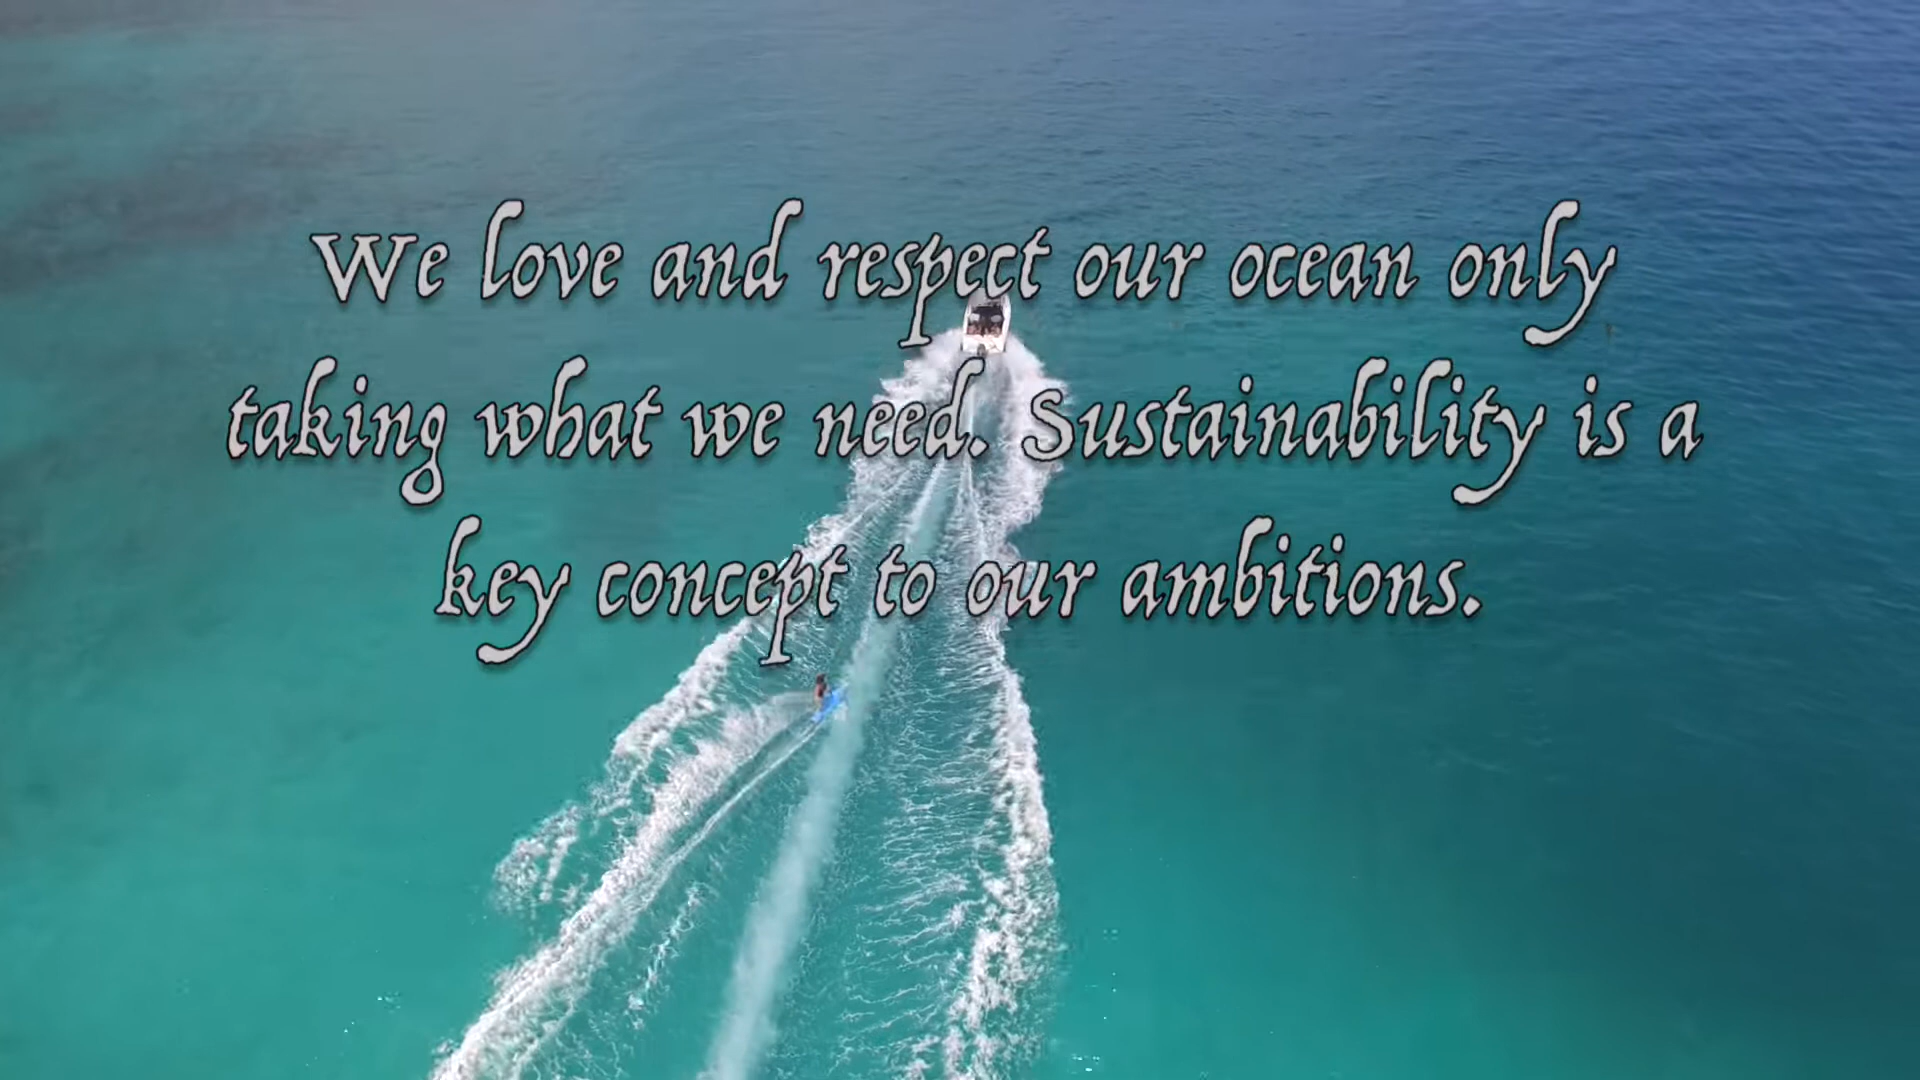 We love and respect our ocean only
taking what we need. Sustainability is a
key concept to our ambitions.